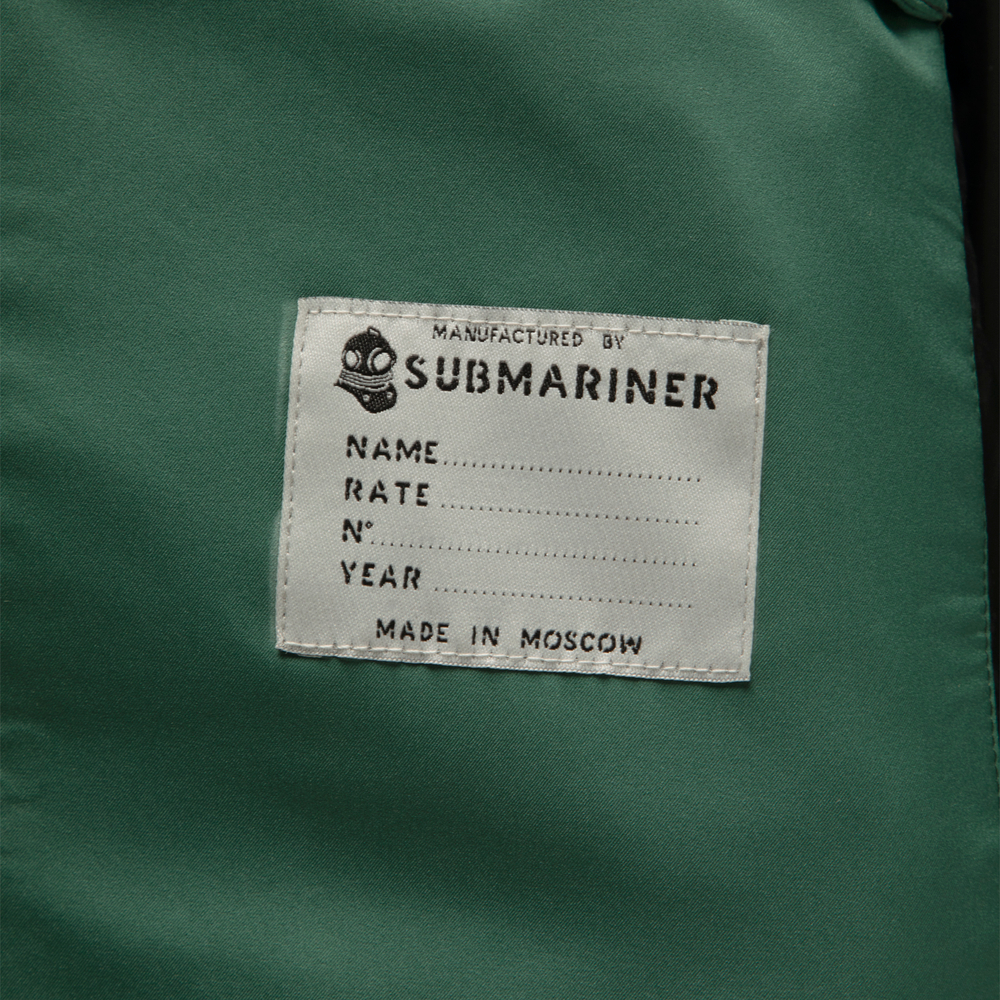 MANUFACTURED BY
SUBMARINER
NAME..............................
RATE..............................
N°..............................
YEAR..............................
MADE IN MOSCOW